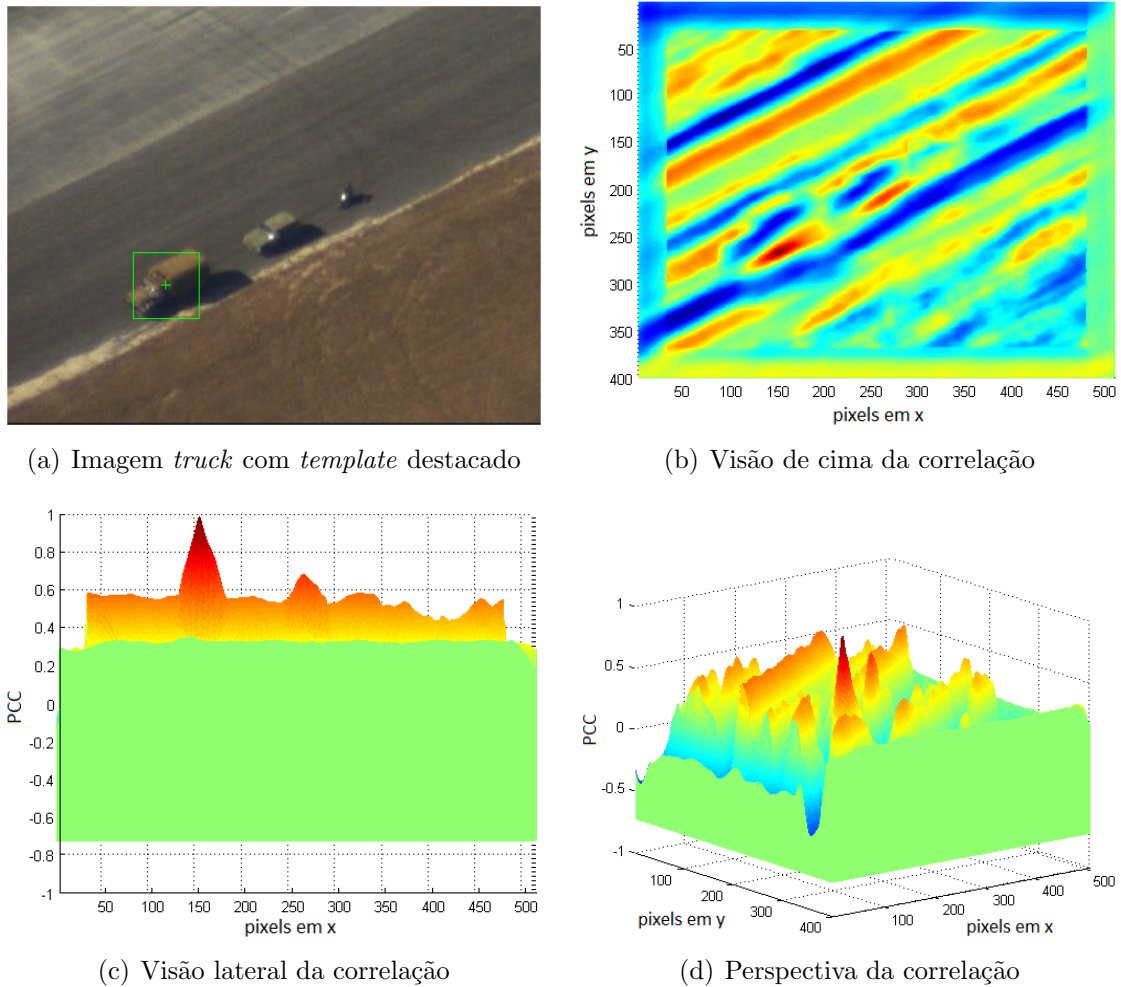 50
100
150
200
250
300
350
400
pixels em y
50 100 150 200 250 300 350 400 450 500
pixels em x
(a) Imagem truck com template destacado
(b) Visão de cima da correlação
1
0.8
0.6
0.4
0.2
0
-0.2
-0.4
-0.6
-0.8
-1
PCC
50 100 150 200 250 300 350 400 450 500
pixels em x
(c) Visão lateral da correlação
1
0.5
0
-0.5
-1
PCC
100
200
300
400
pixels em y
100
200
300
400
500
pixels em x
(d) Perspectiva da correlação